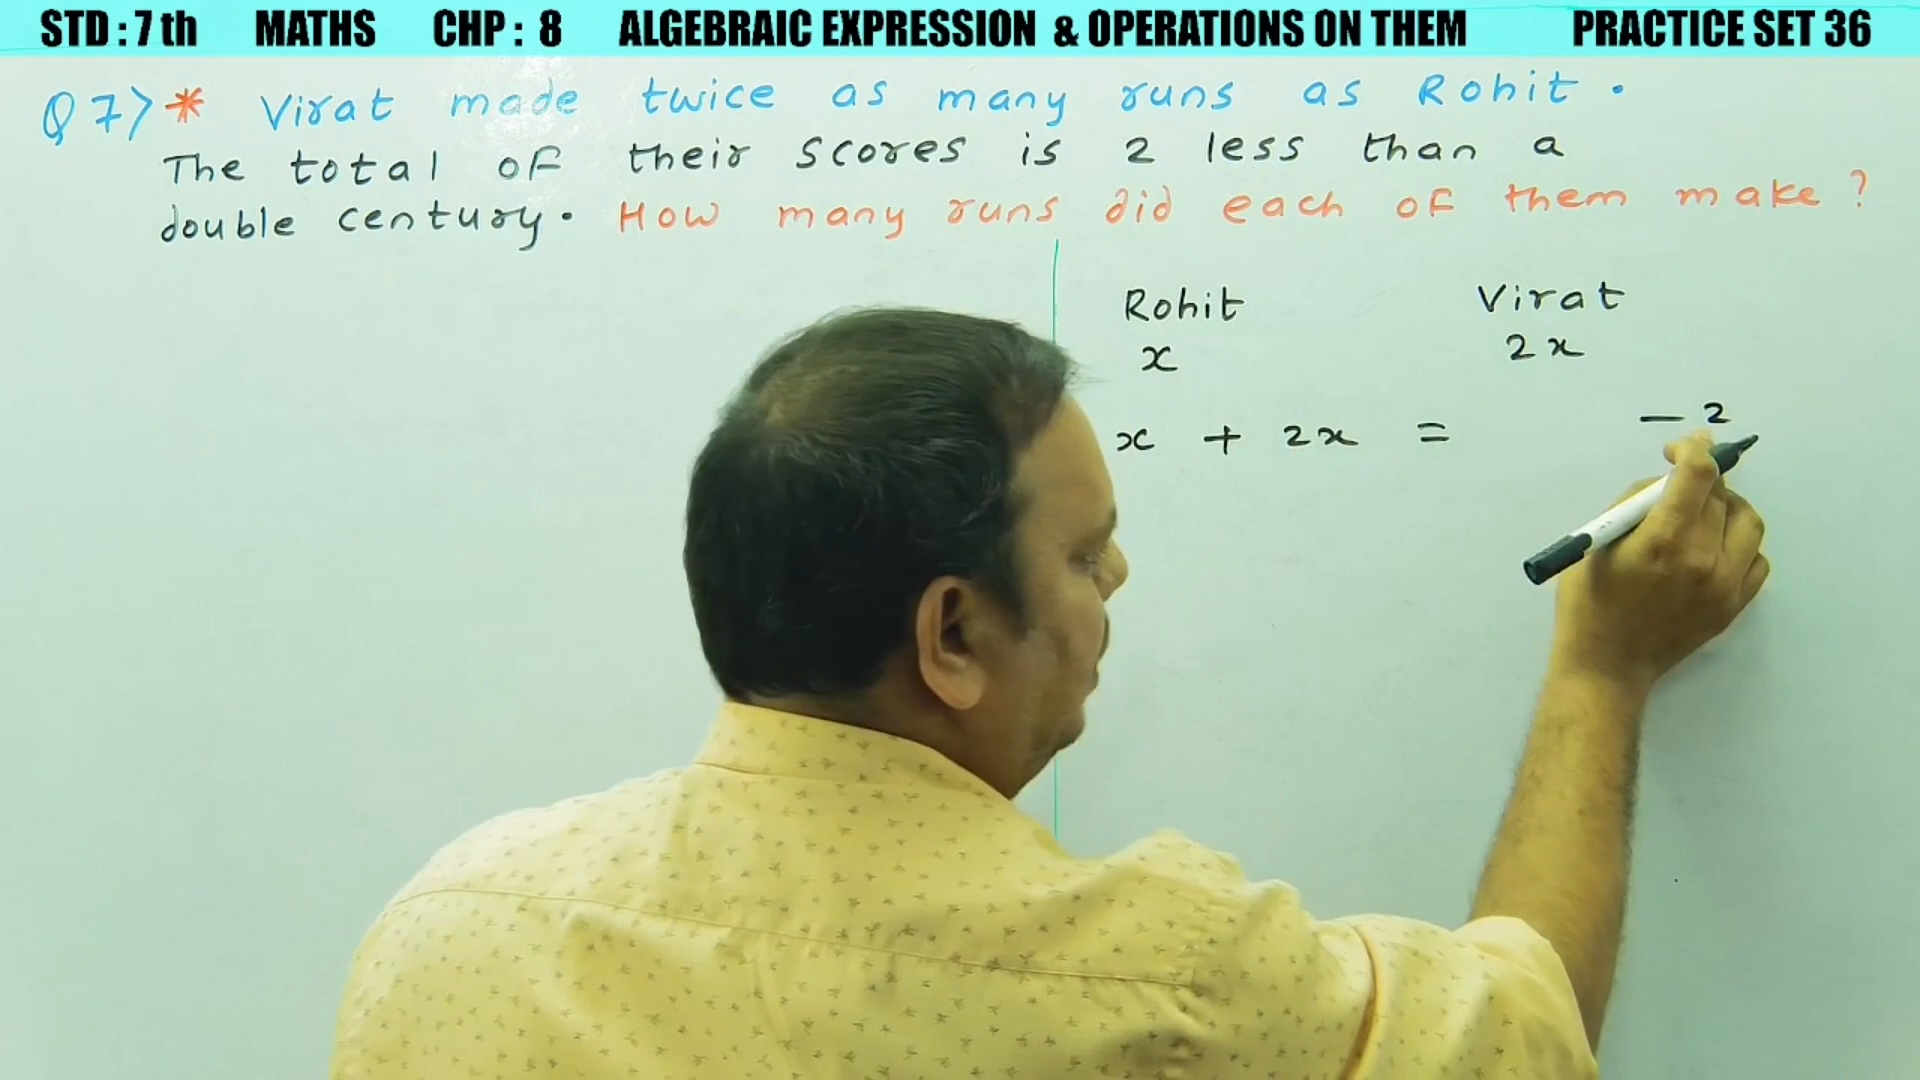 STD : 7 th MATHS CHP : 8 ALGEBRAIC EXPRESSION & OPERATIONS ON THEM PRACTICE SET 36
Q 7) * Virat made twice as many runs as Rohit.
The total of their scores is 2 less than a
double century. How many runs did each of them make?
Rohit Virat
x 2x
x + 2x = - 2